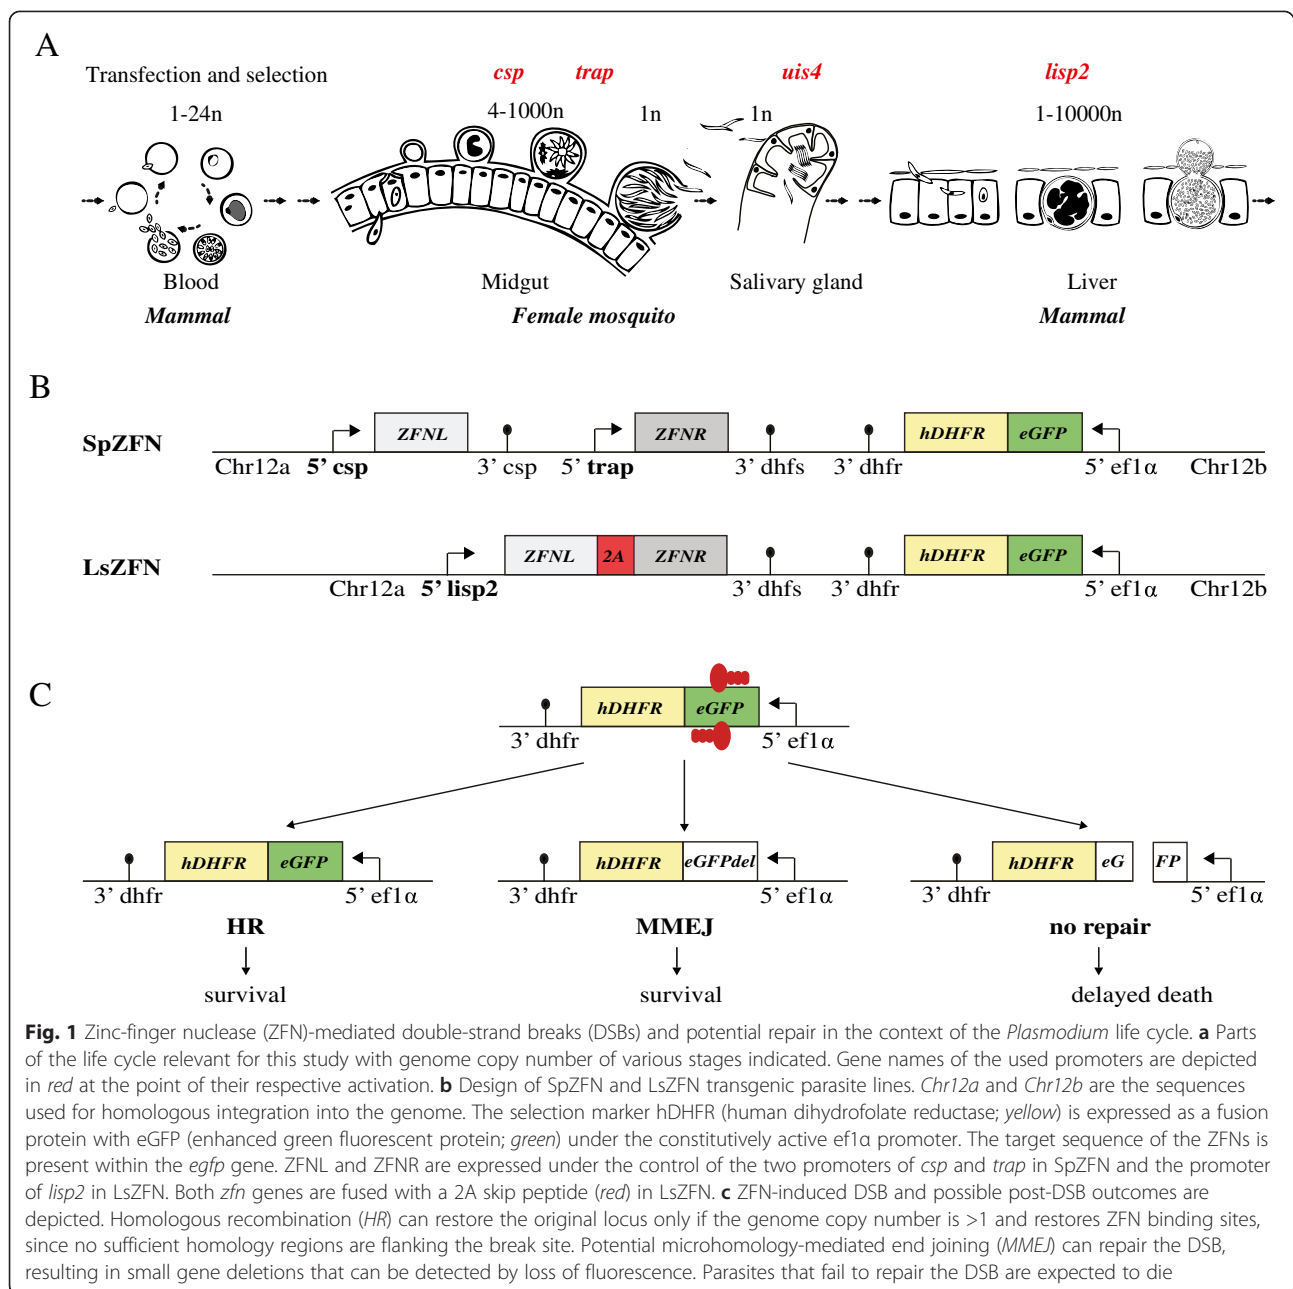 A
Transfection and selection
csp trap uis4 lisp2
1-24n 4-1000n 1n 1n 1-10000n
Blood Midgut Salivary gland Liver
Mammal Female mosquito Mammal
B
SpZFN
ZFNL ZFNR hDHFR eGFP
Chr12a 5’ csp 3’ csp 5’ trap 3’ dhfs 3’ dhfr 5’ ef1α Chr12b
LsZFN
ZFNL 2A ZFNR hDHFR eGFP
Chr12a 5’ lisp2 3’ dhfs 3’ dhfr 5’ ef1α Chr12b
C
hDHFR eGFP
3’ dhfr 5’ ef1α
hDHFR eGFP hDHFR eGFPdel hDHFR eG FP
3’ dhfr 5’ ef1α 3’ dhfr 5’ ef1α 3’ dhfr 5’ ef1α
HR MMEJ no repair
survival survival delayed death
Fig. 1 Zinc-finger nuclease (ZFN)-mediated double-strand breaks (DSBs) and potential repair in the context of the Plasmodium life cycle. a Parts
of the life cycle relevant for this study with genome copy number of various stages indicated. Gene names of the used promoters are depicted
in red at the point of their respective activation. b Design of SpZFN and LsZFN transgenic parasite lines. Chr12a and Chr12b are the sequences
used for homologous integration into the genome. The selection marker hDHFR (human dihydrofolate reductase; yellow) is expressed as a fusion
protein with eGFP (enhanced green fluorescent protein; green) under the constitutively active ef1α promoter. The target sequence of the ZFNs is
present within the egfp gene. ZFNL and ZFNR are expressed under the control of the two promoters of csp and trap in SpZFN and the promoter
of lisp2 in LsZFN. Both zfn genes are fused with a 2A skip peptide (red) in LsZFN. c ZFN-induced DSB and possible post-DSB outcomes are
depicted. Homologous recombination (HR) can restore the original locus only if the genome copy number is >1 and restores ZFN binding sites,
since no sufficient homology regions are flanking the break site. Potential microhomology-mediated end joining (MMEJ) can repair the DSB,
resulting in small gene deletions that can be detected by loss of fluorescence. Parasites that fail to repair the DSB are expected to die